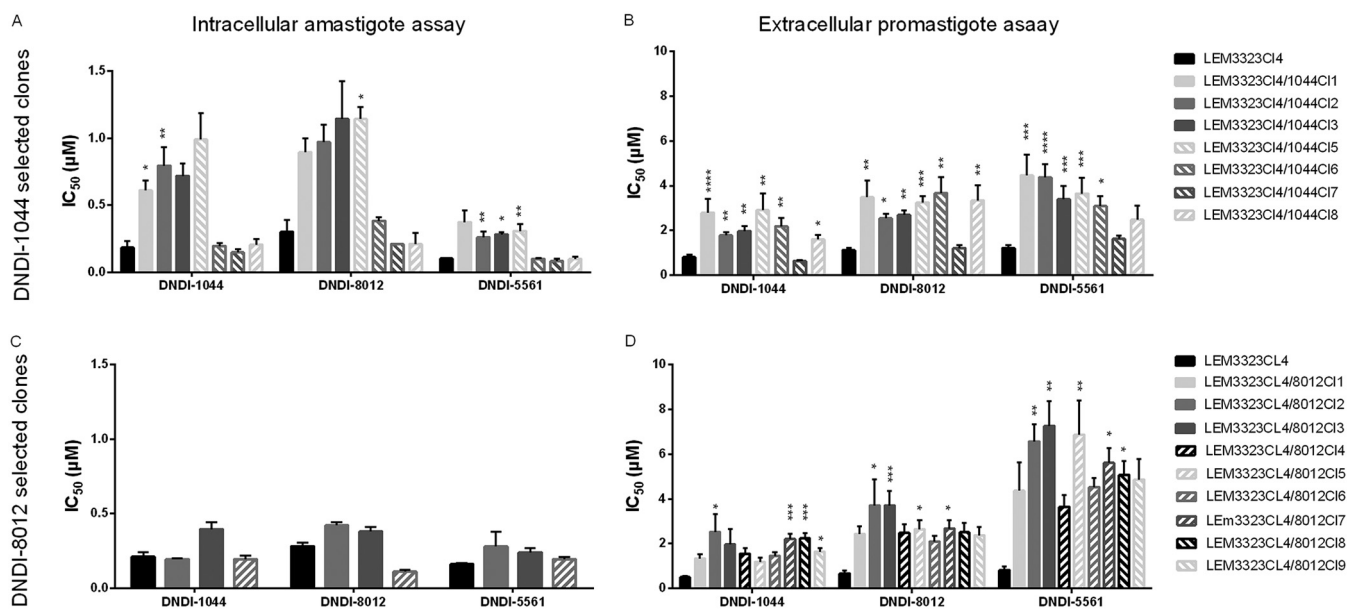 A
Intracellular amastigote assay
B
Extracellular promastigote asaay
DNDI-1044 selected clones
IC50 (µM)
1.5
1.0
0.5
0.0
* ** * ** * **
DNDI-1044 DNDI-8012 DNDI-5561
IC50 (µM)
10
8
6
4
2
0
**** ** ** ** ** * ** * ** *** ** ** *** **** *** *** *
DNDI-1044 DNDI-8012 DNDI-5561
LEM3323Cl4
LEM3323Cl4/1044Cl1
LEM3323Cl4/1044Cl2
LEM3323Cl4/1044Cl3
LEM3323Cl4/1044Cl5
LEM3323Cl4/1044Cl6
LEM3323Cl4/1044Cl7
LEM3323Cl4/1044Cl8
C
D
DNDI-8012 selected clones
IC50 (µM)
1.5
1.0
0.5
0.0
DNDI-1044 DNDI-8012 DNDI-5561
IC50 (µM)
10
8
6
4
2
0
* *** *** * * *** * * ** ** ** * *
DNDI-1044 DNDI-8012 DNDI-5561
LEM3323CL4
LEM3323CL4/8012Cl1
LEM3323CL4/8012Cl2
LEM3323CL4/8012Cl3
LEM3323CL4/8012Cl4
LEM3323CL4/8012Cl5
LEM3323CL4/8012Cl6
LEm3323CL4/8012Cl7
LEM3323CL4/8012Cl8
LEM3323CL4/8012Cl9